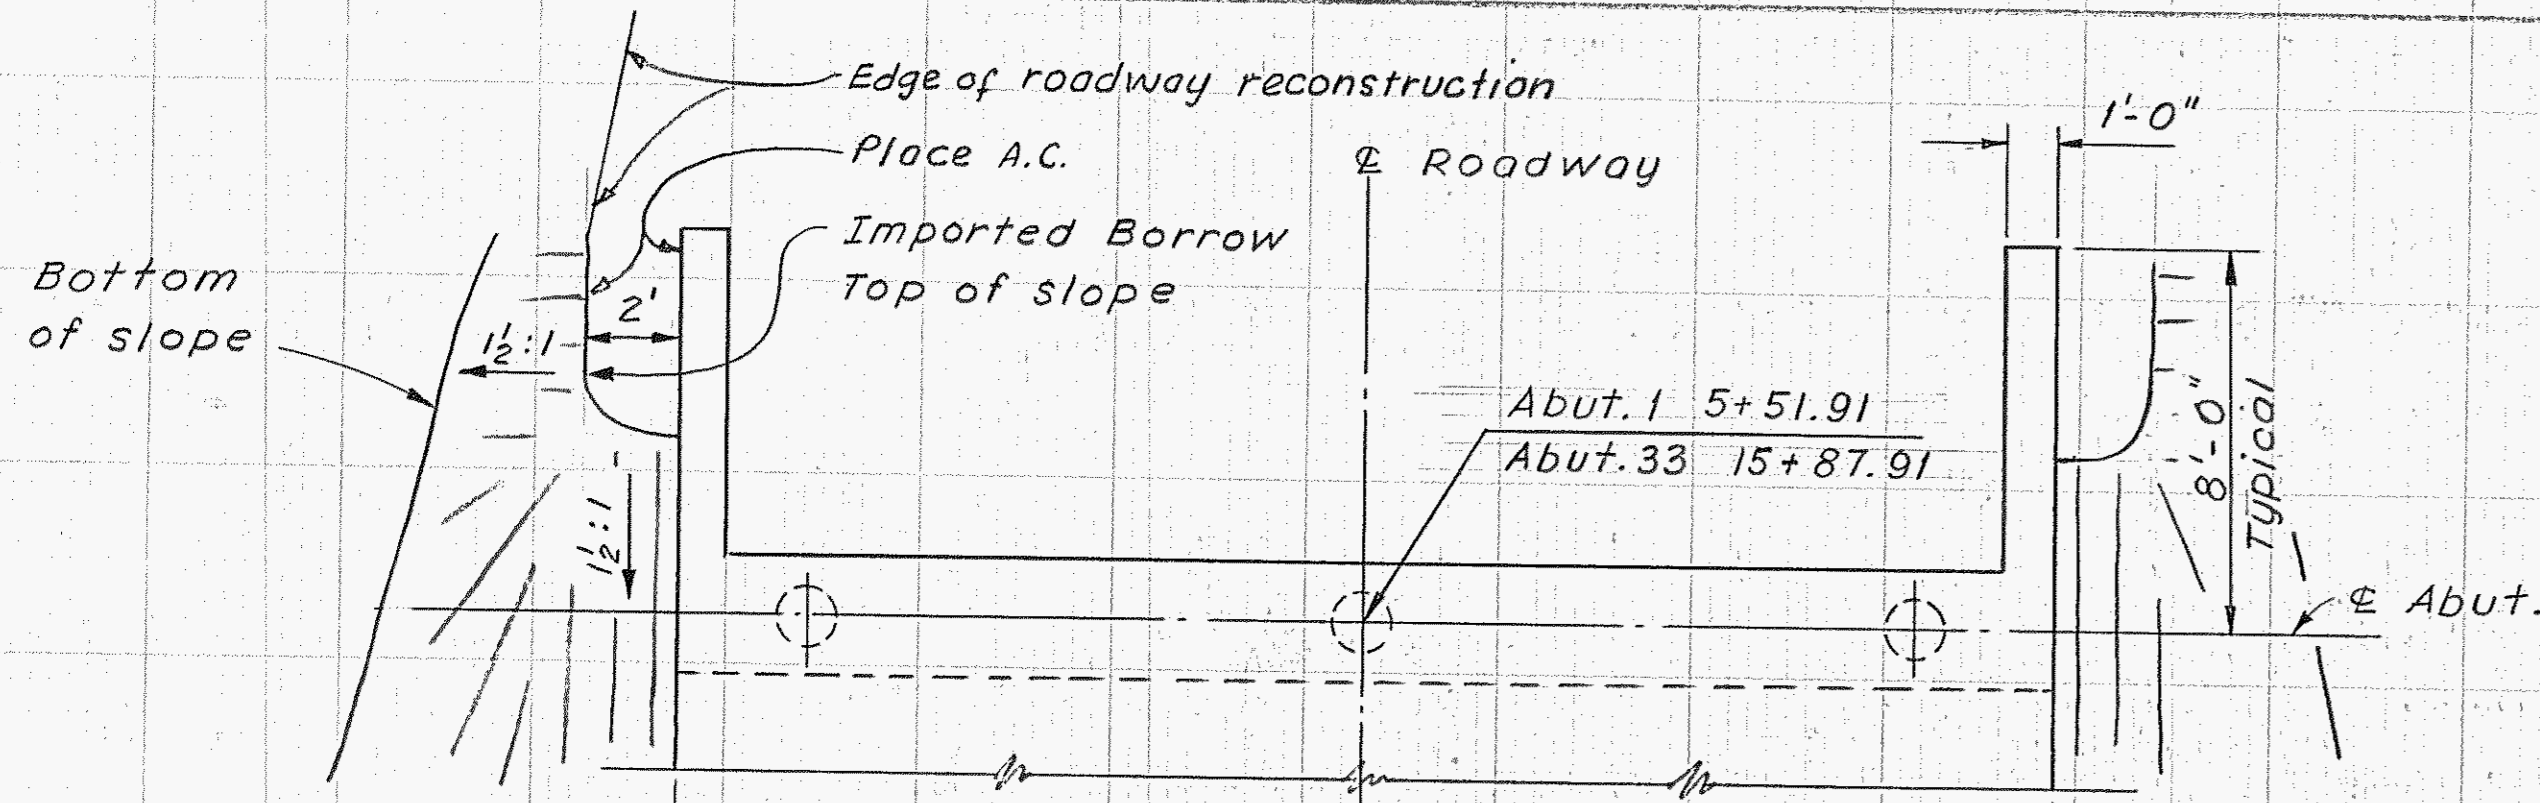 Edge of roadway reconstruction
Place A.C.
Imported Borrow
Top of slope
Bottom
of slope
1½:1
2'
1½:1
℄ Roadway
1'-0"
Abut. 1 5+51.91
Abut. 33 15+87.91
8'-0"
Typical
℄ Abut.